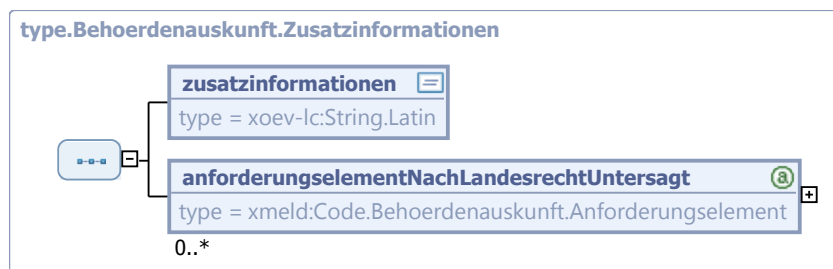 type.Behoerdenauskunft.Zusatzinformationen
zusatzinformationen
type = xoev-lc:String.Latin
anforderungselementNachLandesrechtUntersagt
type = xmeld:Code.Behoerdenauskunft.Anforderungselement
0..*